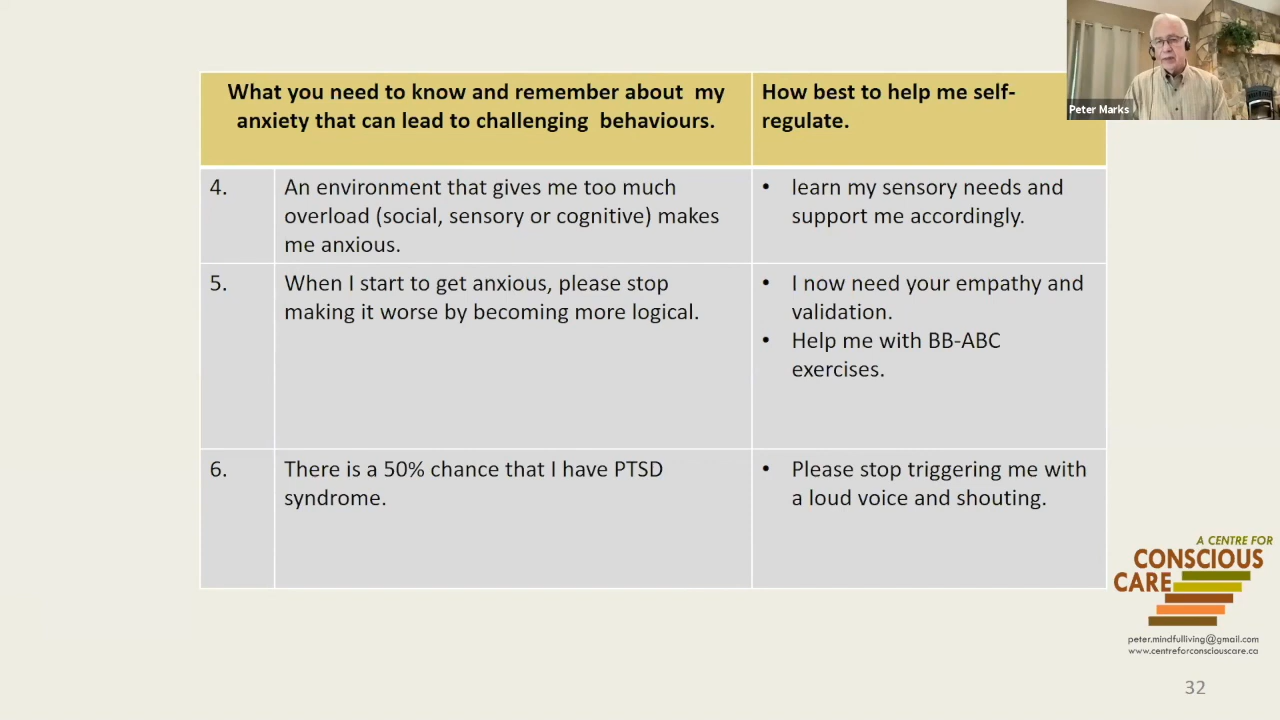 What you need to know and remember about my
anxiety that can lead to challenging behaviours.
How best to help me self-
regulate.
Peter Marks
4.
An environment that gives me too much
overload (social, sensory or cognitive) makes
me anxious.
• learn my sensory needs and
support me accordingly.
5.
When I start to get anxious, please stop
making it worse by becoming more logical.
• I now need your empathy and
validation.
• Help me with BB-ABC
exercises.
6.
There is a 50% chance that I have PTSD
syndrome.
• Please stop triggering me with
a loud voice and shouting.
A CENTRE FOR
CONSCIOUS
CARE
peter.mindfulliving@gmail.com
www.centreforconsciouscare.ca
32